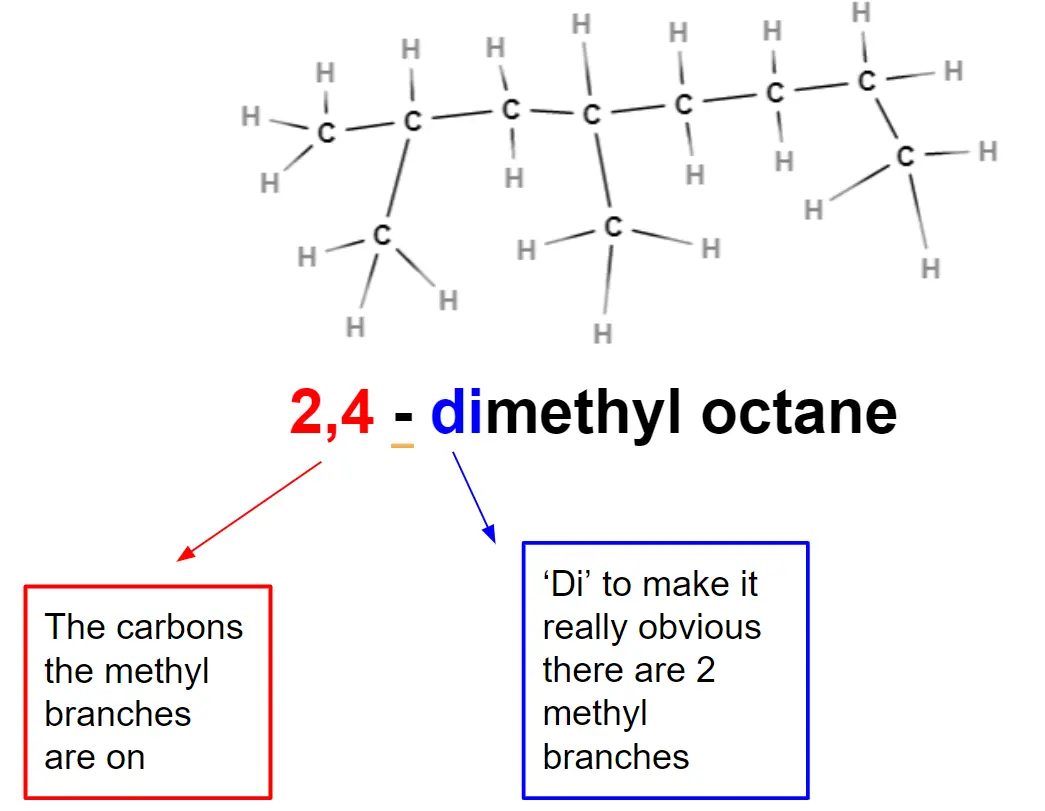 H
H
H H
H H
H H
C
H C C C C C C
C H
H
H H H
H
C C
H H H
H
H
H H
2,4 - dimethyl octane
The carbons
the methyl
branches
are on
‘Di’ to make it
really obvious
there are 2
methyl
branches